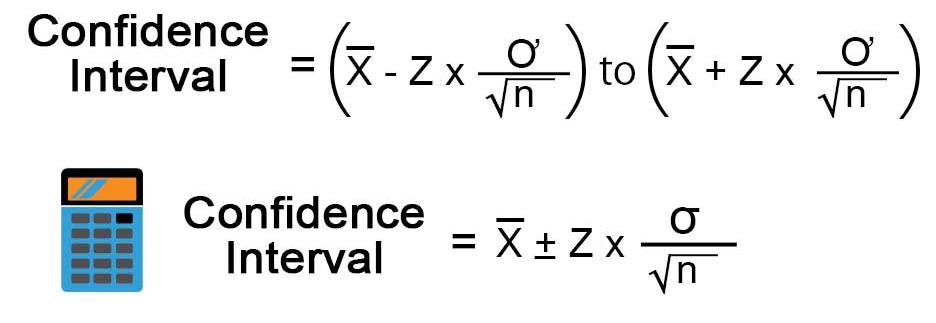 Confidence Interval = (X̅ - Z x Ơ / √n) to (X̅ + Z x Ơ / √n)
Confidence Interval = X̅ ± Z x σ / √n